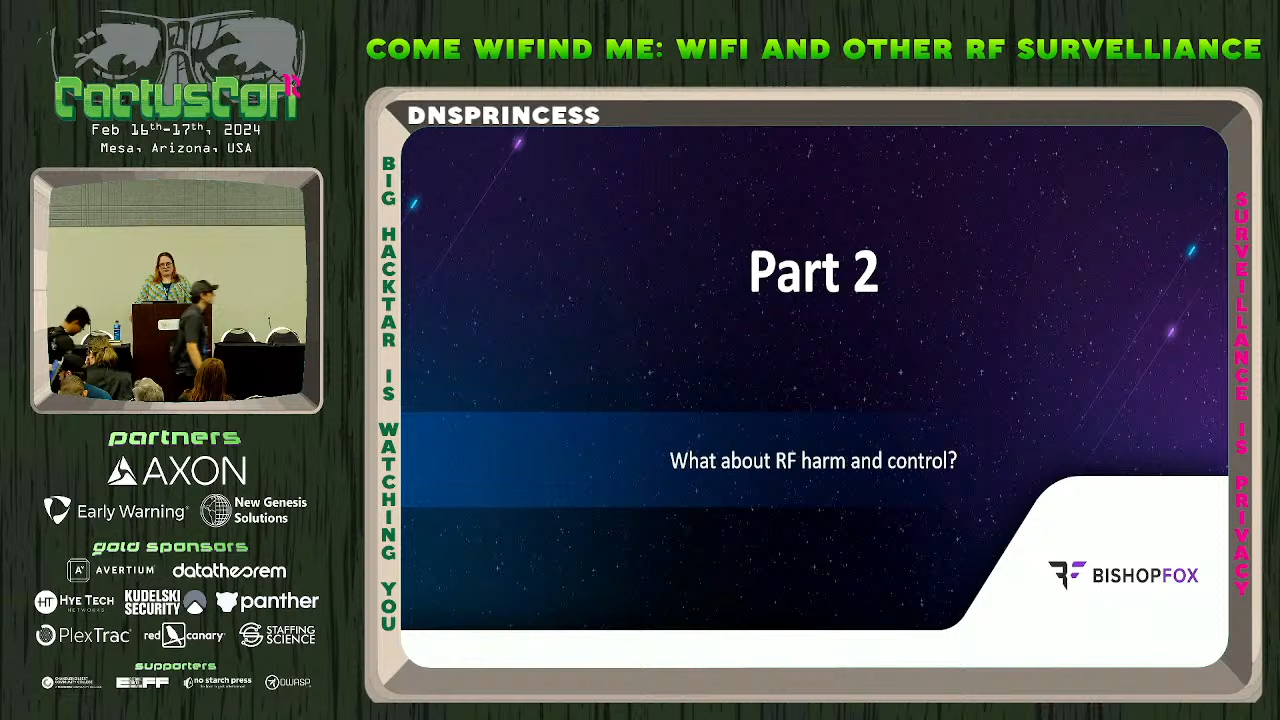 COME WIFIND ME: WIFI AND OTHER RF SURVELLIANCE
CactusCon
Feb 16th-17th, 2024
Mesa, Arizona, USA
DNSPRINCESS
BIG HACKTAR IS WATCHING YOU
Part 2
What about RF harm and control?
BISHOPFOX
SURVEILLANCE IS PRIVACY
partners
AXON
Early Warning
New Genesis
Solutions
gold sponsors
AVERTIUM
datatheorem
HT HYE TECH
NETWORKS
KUDELSKI
SECURITY
panther
PlexTrac
red canary
STAFFING
SCIENCE
supporters
EFF
no starch press
OWASP